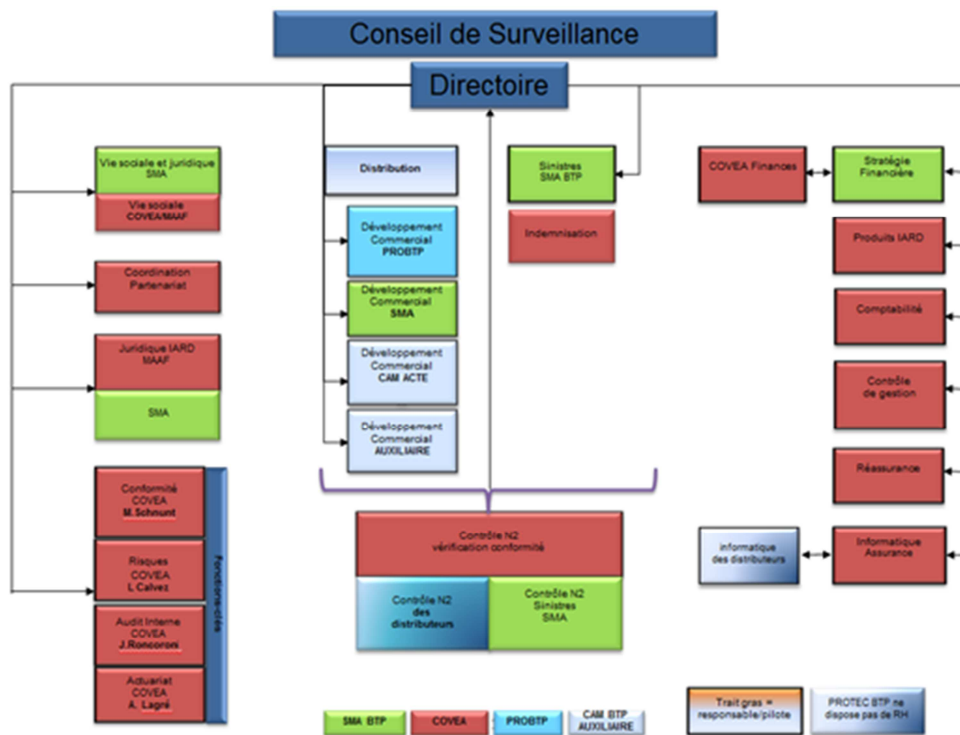 Conseil de Surveillance
Directoire
Vie sociale et juridique
SMA
Vie sociale
COVEA/MAAF
Coordination
Partenariat
Juridique IARD
MAAF
SMA
Conformité
COVEA
M.Schnunt
Risques
COVEA
L Calvez
Audit Interne
COVEA
J.Roncoroni
Actuariat
COVEA
A. Lagré
Fonctions-clés
Distribution
Développement
Commercial
PROBTP
Développement
Commercial
SMA
Développement
Commercial
CAM ACTE
Développement
Commercial
AUXILIAIRE
Sinistres
SMA BTP
Indemnisation
Contrôle N2
vérification conformité
Contrôle N2
des
distributeurs
Contrôle N2
Sinistres
SMA
COVEA Finances
Stratégie
Financière
Produits IARD
Comptabilité
Contrôle
de gestion
Réassurance
informatique
des distributeurs
Informatique
Assurance
SMA BTP
COVEA
PROBTP
CAM BTP
AUXILIAIRE
Trait gras =
responsable/pilote
PROTEC BTP ne
dispose pas de RH